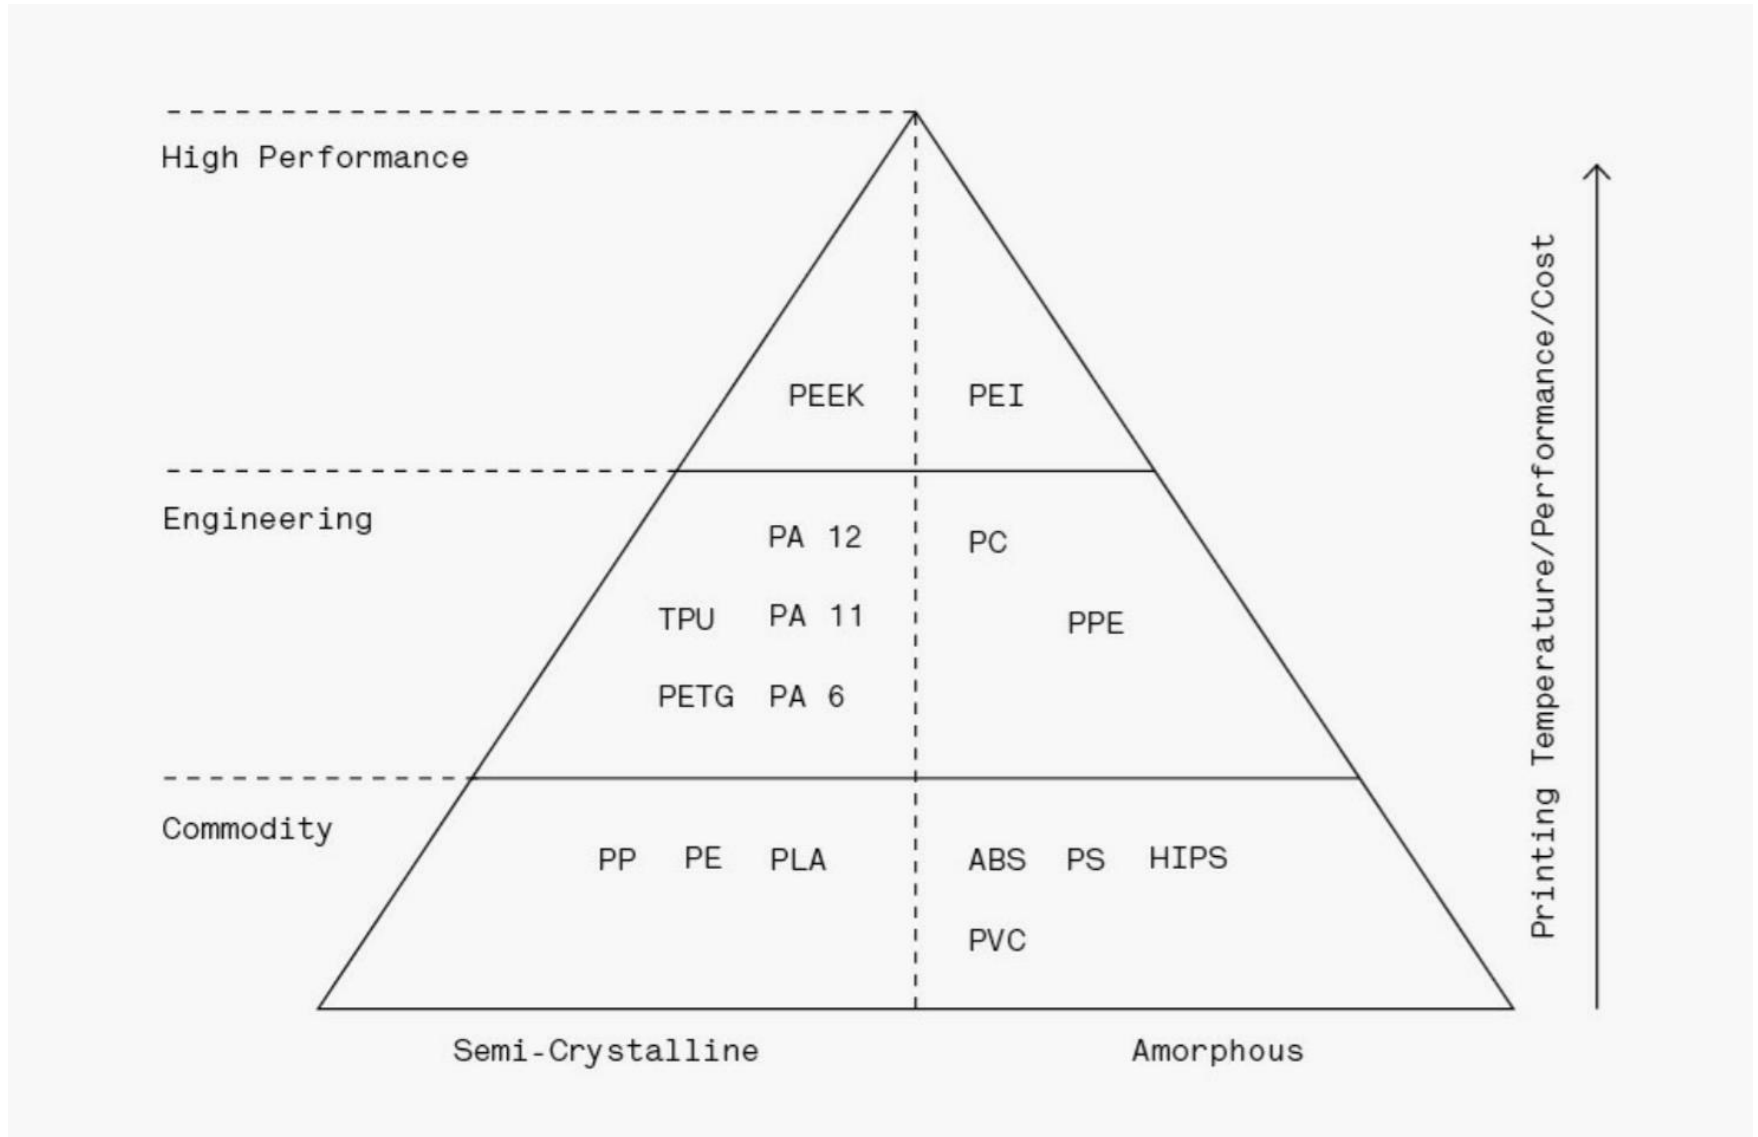 High Performance
PEEK PEI
Engineering
PA 12 PC
TPU PA 11 PPE
PETG PA 6
Commodity
PP PE PLA ABS PS HIPS
PVC
Semi-Crystalline Amorphous
Printing Temperature/Performance/Cost